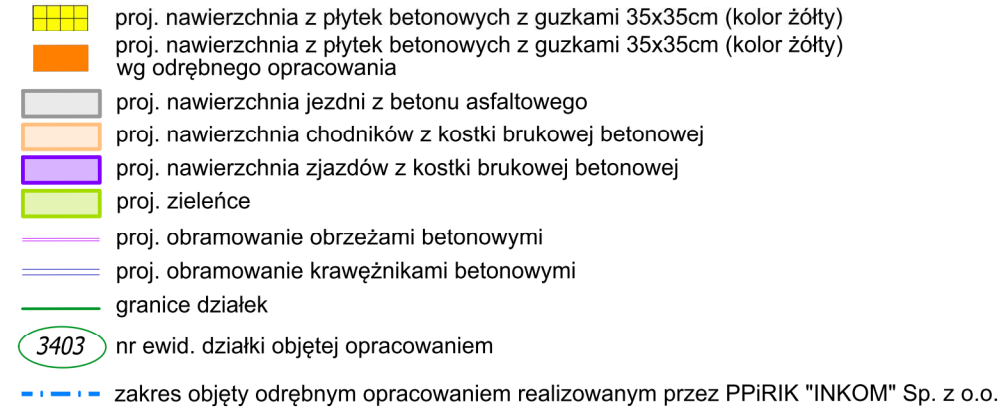 proj. nawierzchnia z płytek betonowych z guzkami 35x35cm (kolor żółty)
proj. nawierzchnia z płytek betonowych z guzkami 35x35cm (kolor żółty)
wg odrębnego opracowania
proj. nawierzchnia jezdni z betonu asfaltowego
proj. nawierzchnia chodników z kostki brukowej betonowej
proj. nawierzchnia zjazdów z kostki brukowej betonowej
proj. zieleńce
proj. obramowanie obrzeżami betonowymi
proj. obramowanie krawężnikami betonowymi
granice działek
3403 nr ewid. działki objętej opracowaniem
zakres objęty odrębnym opracowaniem realizowanym przez PPiRIK "INKOM" Sp. z o.o.